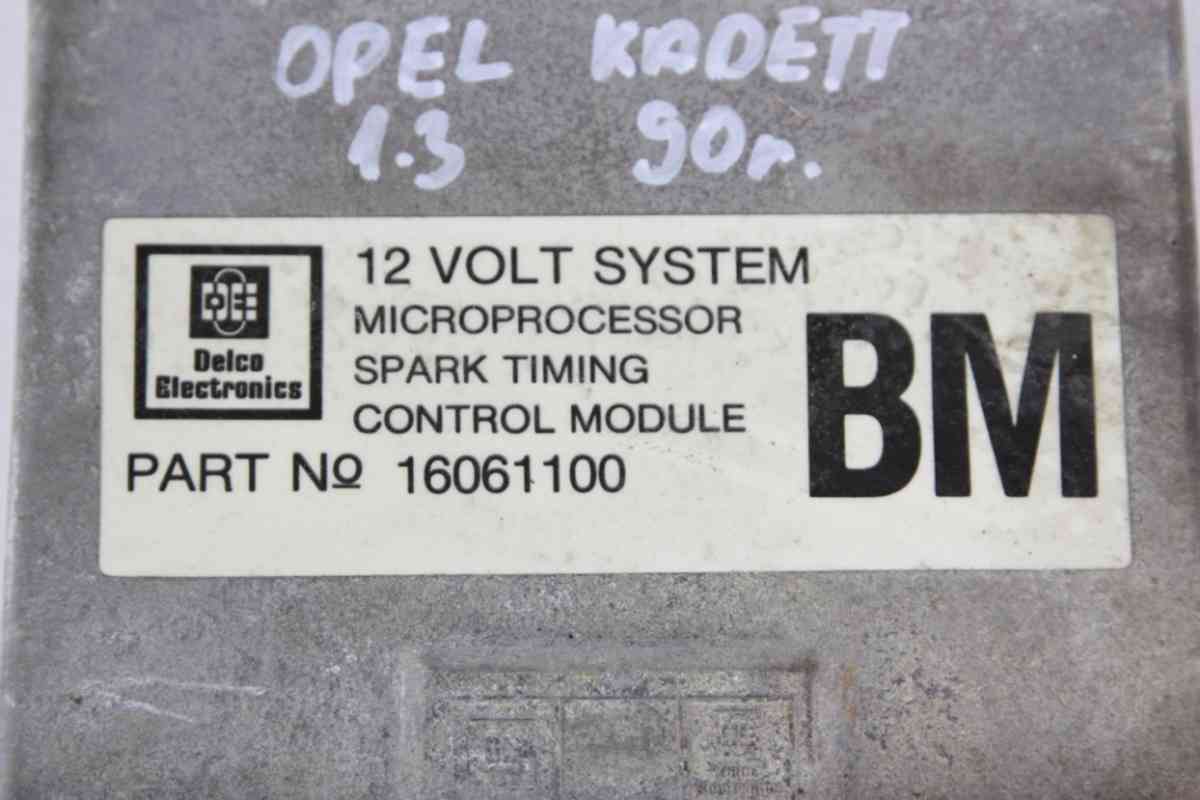 OPEL KADETT
1.3 90r.
DE
Delco
Electronics
12 VOLT SYSTEM
MICROPROCESSOR
SPARK TIMING
CONTROL MODULE
BM
PART Nº 16061100